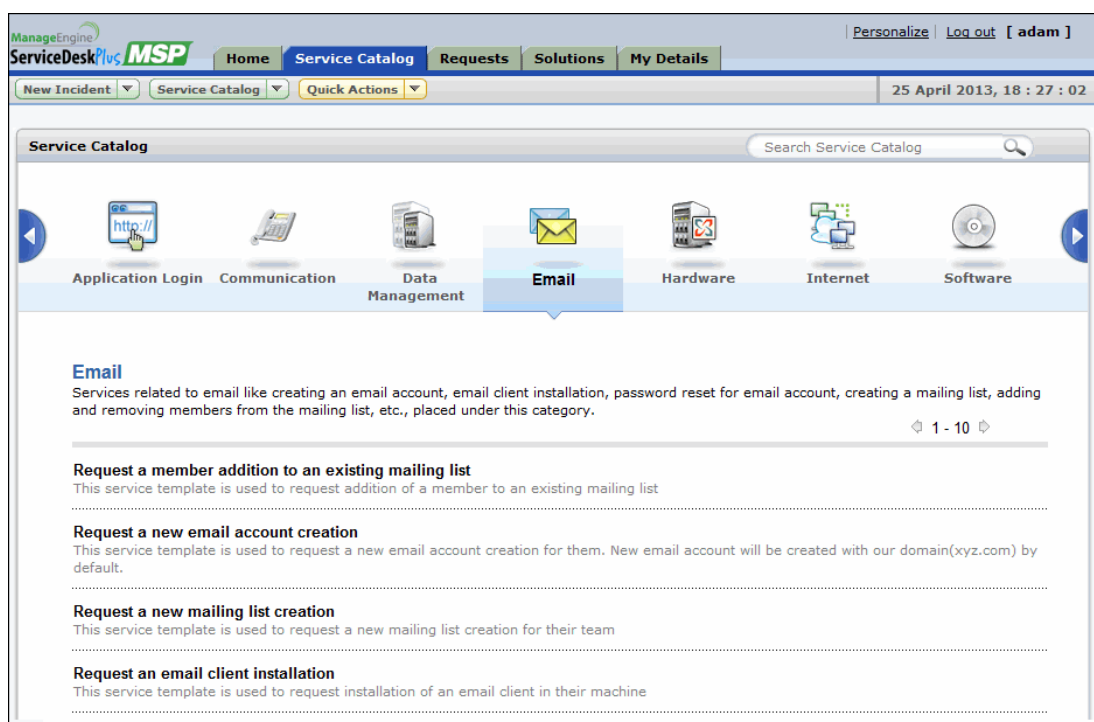 ManageEngine
ServiceDesk Plus MSP
Personalize | Log out [ adam ]
Home Service Catalog Requests Solutions My Details
New Incident Service Catalog Quick Actions 25 April 2013, 18 : 27 : 02
Service Catalog Search Service Catalog
http://
Application Login Communication Data Management Email Hardware Internet Software
Email
Services related to email like creating an email account, email client installation, password reset for email account, creating a mailing list, adding
and removing members from the mailing list, etc., placed under this category.
1 - 10
Request a member addition to an existing mailing list
This service template is used to request addition of a member to an existing mailing list
Request a new email account creation
This service template is used to request a new email account creation for them. New email account will be created with our domain(xyz.com) by
default.
Request a new mailing list creation
This service template is used to request a new mailing list creation for their team
Request an email client installation
This service template is used to request installation of an email client in their machine